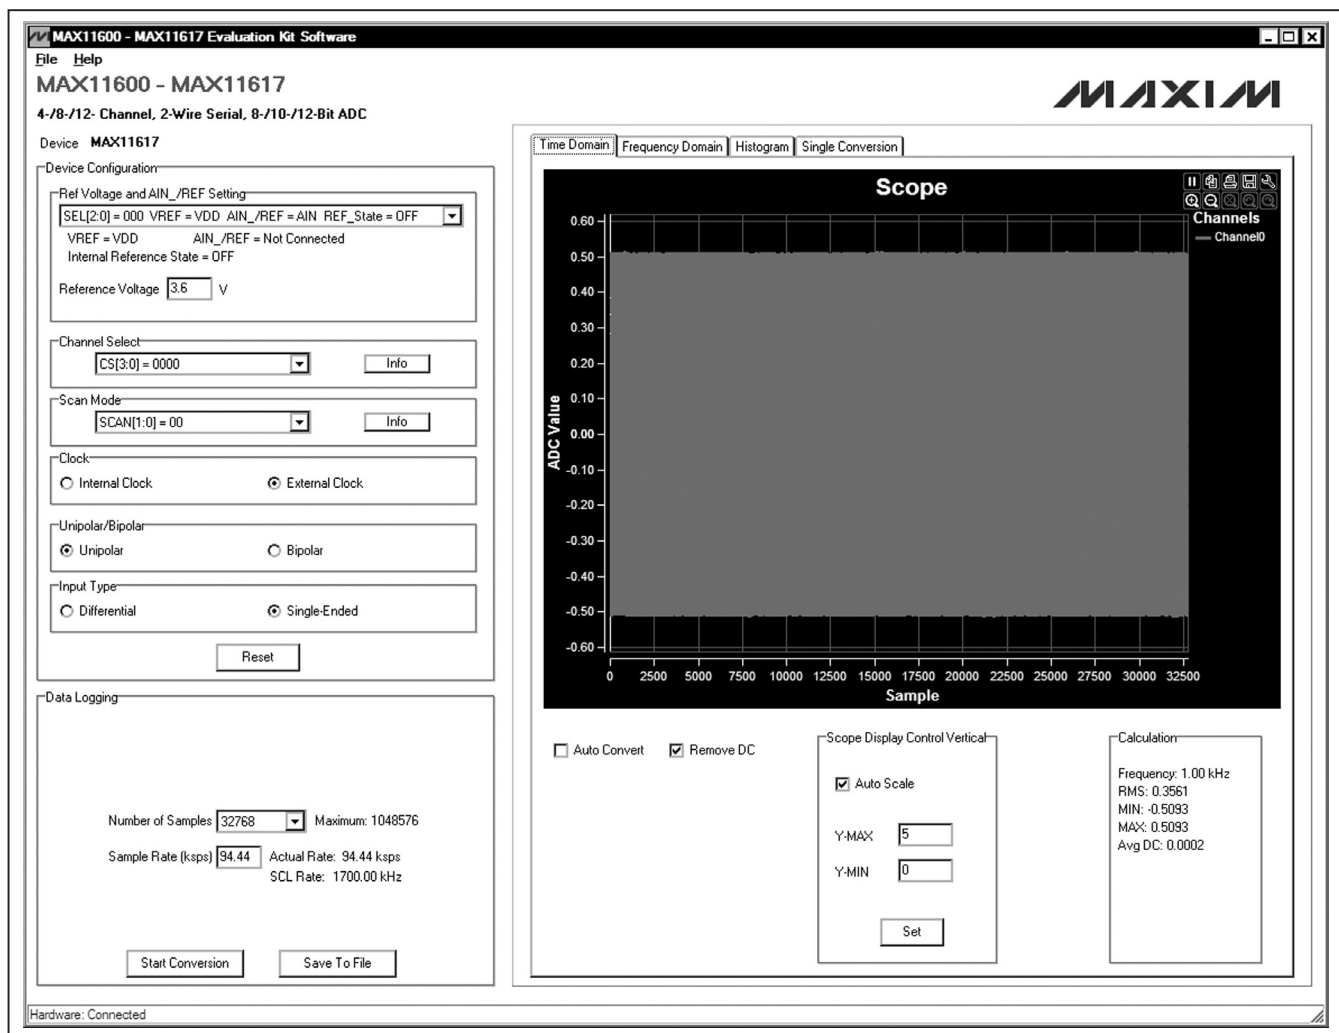 MAX11600 - MAX11617 Evaluation Kit Software
File Help
MAX11600 - MAX11617
MAXIM
4-/8-/12- Channel, 2-Wire Serial, 8-/10-/12-Bit ADC
Device MAX11617
Device Configuration
Ref Voltage and AIN_/REF Setting
SEL[2:0] = 000 VREF = VDD AIN_/REF = AIN REF_State = OFF
VREF = VDD AIN_/REF = Not Connected
Internal Reference State = OFF
Reference Voltage 3.6 V
Channel Select
CS[3:0] = 0000 Info
Scan Mode
SCAN[1:0] = 00 Info
Clock
Internal Clock External Clock
Unipolar/Bipolar
Unipolar Bipolar
Input Type
Differential Single-Ended
Reset
Data Logging
Number of Samples 32768 Maximum: 1048576
Sample Rate (ksps) 94.44 Actual Rate: 94.44 ksps
SCL Rate: 1700.00 kHz
Start Conversion Save To File
Time Domain Frequency Domain Histogram Single Conversion
Scope
Channels
Channel0
ADC Value
0.60
0.50
0.40
0.30
0.20
0.10
0.00
-0.10
-0.20
-0.30
-0.40
-0.50
-0.60
0 2500 5000 7500 10000 12500 15000 17500 20000 22500 25000 27500 30000 32500
Sample
Auto Convert Remove DC
Scope Display Control Vertical
Auto Scale
Y-MAX 5
Y-MIN 0
Set
Calculation
Frequency: 1.00 kHz
RMS: 0.3561
MIN: -0.5093
MAX: 0.5093
Avg DC: 0.0002
Hardware: Connected